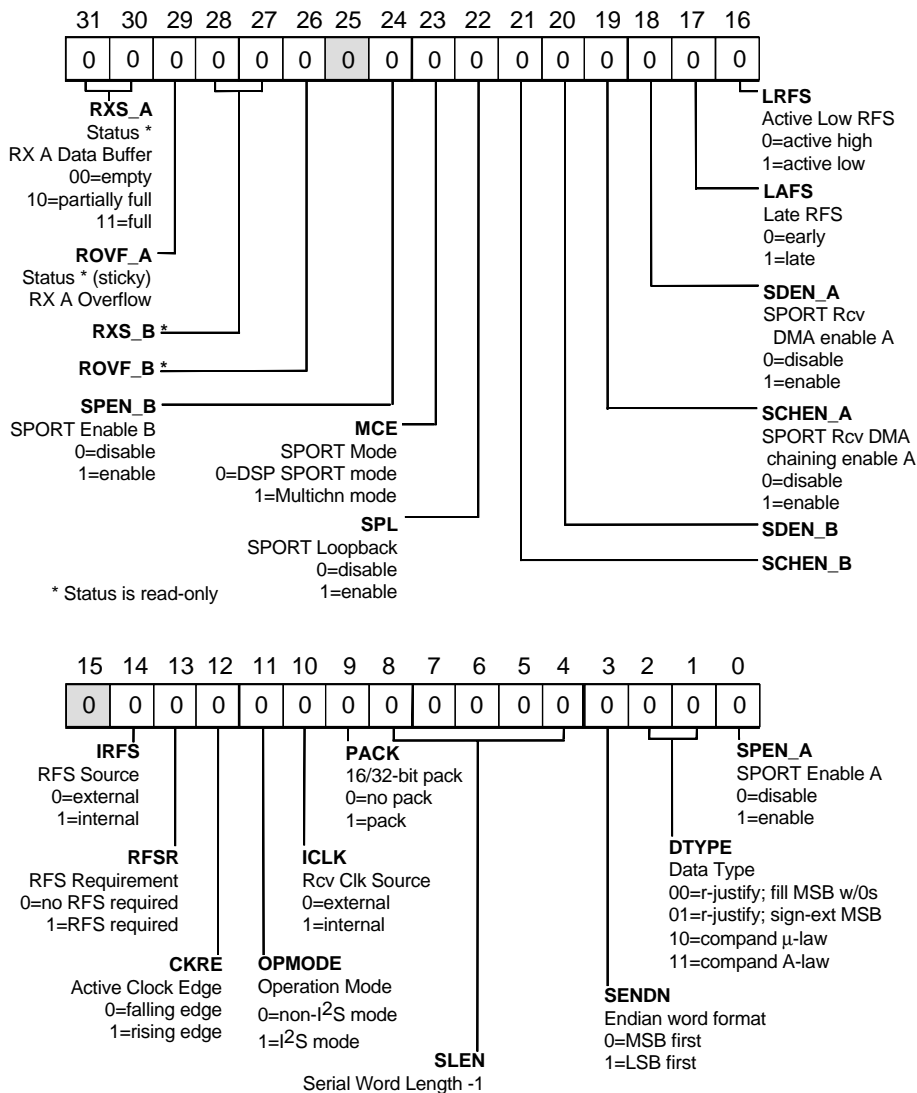 31 30 29 28 27 26 25 24 23 22 21 20 19 18 17 16
0 0 0 0 0 0 0 0 0 0 0 0 0 0 0 0
RXS_A
Status *
RX A Data Buffer
00=empty
10=partially full
11=full
ROVF_A
Status * (sticky)
RX A Overflow
RXS_B *
ROVF_B *
SPEN_B
SPORT Enable B
0=disable
1=enable
MCE
SPORT Mode
0=DSP SPORT mode
1=Multichn mode
SPL
SPORT Loopback
0=disable
1=enable
LRFS
Active Low RFS
0=active high
1=active low
LAFS
Late RFS
0=early
1=late
SDEN_A
SPORT Rcv
DMA enable A
0=disable
1=enable
SCHEN_A
SPORT Rcv DMA
chaining enable A
0=disable
1=enable
SDEN_B
SCHEN_B
* Status is read-only
15 14 13 12 11 10 9 8 7 6 5 4 3 2 1 0
0 0 0 0 0 0 0 0 0 0 0 0 0 0 0 0
IRFS
RFS Source
0=external
1=internal
RFSR
RFS Requirement
0=no RFS required
1=RFS required
CKRE
Active Clock Edge
0=falling edge
1=rising edge
OPMODE
Operation Mode
0=non-I2S mode
1=I2S mode
ICLK
Rcv Clk Source
0=external
1=internal
PACK
16/32-bit pack
0=no pack
1=pack
SLEN
Serial Word Length -1
SENDN
Endian word format
0=MSB first
1=LSB first
DTYPE
Data Type
00=r-justify; fill MSB w/0s
01=r-justify; sign-ext MSB
10=compand μ-law
11=compand A-law
SPEN_A
SPORT Enable A
0=disable
1=enable